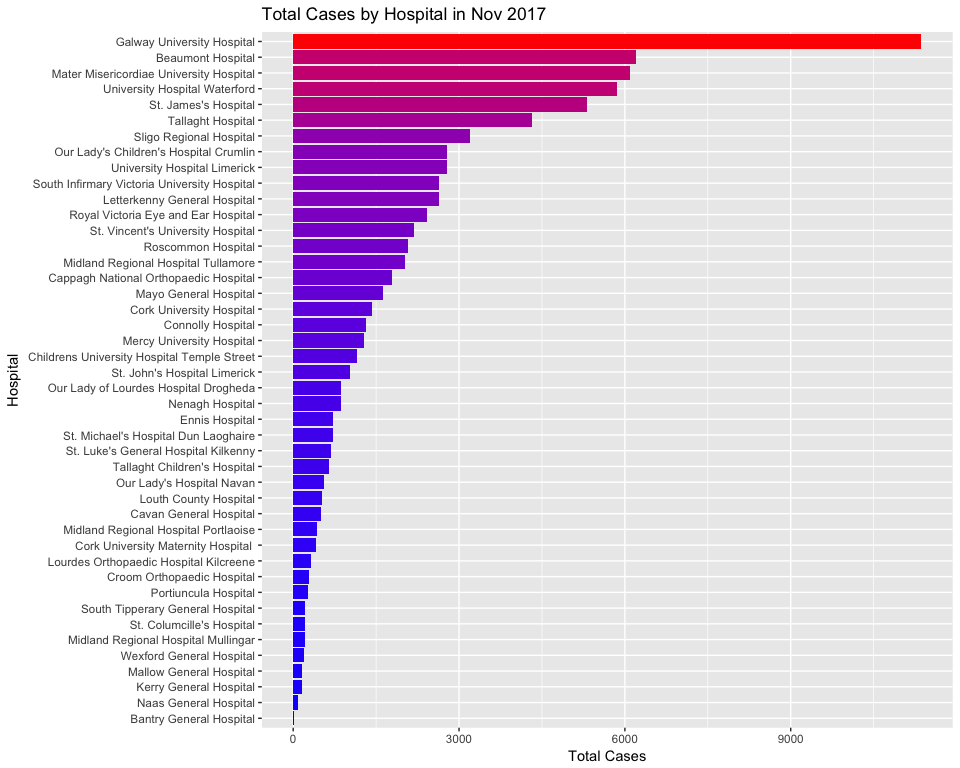 Total Cases by Hospital in Nov 2017
Galway University Hospital
Beaumont Hospital
Mater Misericordiae University Hospital
University Hospital Waterford
St. James's Hospital
Tallaght Hospital
Sligo Regional Hospital
Our Lady's Children's Hospital Crumlin
University Hospital Limerick
South Infirmary Victoria University Hospital
Letterkenny General Hospital
Royal Victoria Eye and Ear Hospital
St. Vincent's University Hospital
Roscommon Hospital
Midland Regional Hospital Tullamore
Cappagh National Orthopaedic Hospital
Mayo General Hospital
Cork University Hospital
Connolly Hospital
Mercy University Hospital
Childrens University Hospital Temple Street
St. John's Hospital Limerick
Our Lady of Lourdes Hospital Drogheda
Nenagh Hospital
Ennis Hospital
St. Michael's Hospital Dun Laoghaire
St. Luke's General Hospital Kilkenny
Tallaght Children's Hospital
Our Lady's Hospital Navan
Louth County Hospital
Cavan General Hospital
Midland Regional Hospital Portlaoise
Cork University Maternity Hospital
Lourdes Orthopaedic Hospital Kilcreene
Croom Orthopaedic Hospital
Portiuncula Hospital
South Tipperary General Hospital
St. Columcille's Hospital
Midland Regional Hospital Mullingar
Wexford General Hospital
Mallow General Hospital
Kerry General Hospital
Naas General Hospital
Bantry General Hospital
Hospital
0 3000 6000 9000
Total Cases